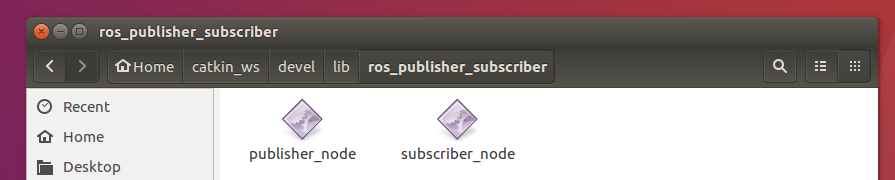 ros_publisher_subscriber
Home catkin_ws devel lib ros_publisher_subscriber
Recent
Home
Desktop
publisher_node subscriber_node